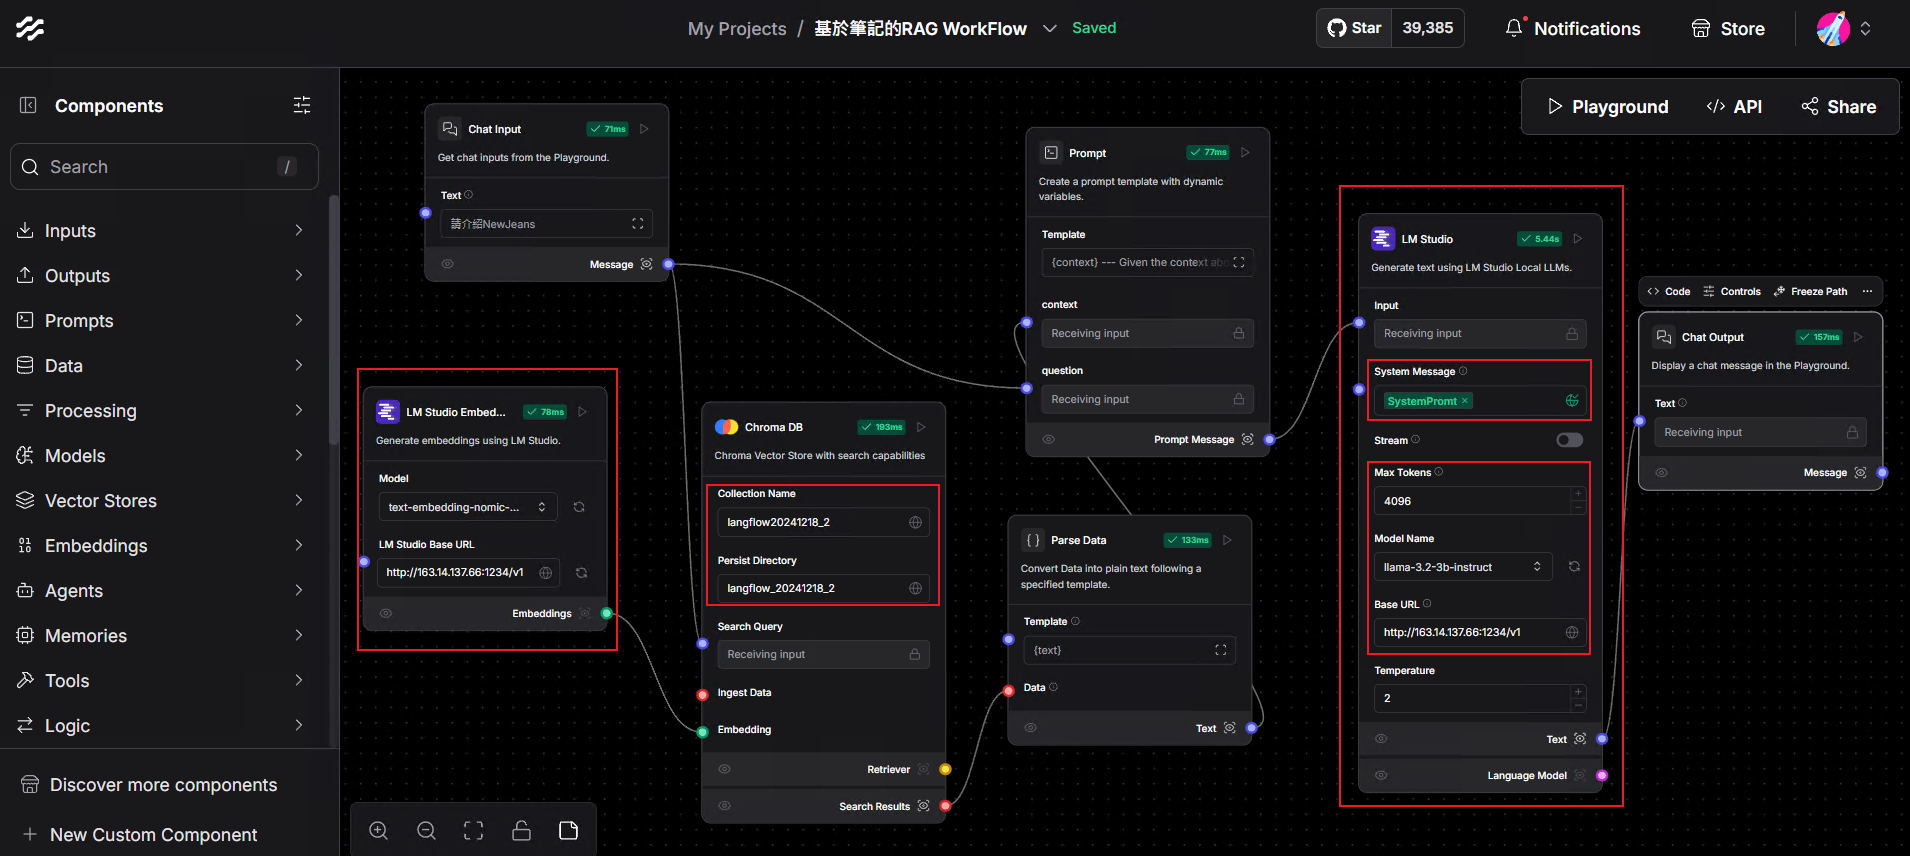 My Projects / 基於筆記的RAG WorkFlow Saved
Star 39,385
Notifications
Store
Components
Search /
Inputs
Outputs
Prompts
Data
Processing
Models
Vector Stores
Embeddings
Agents
Memories
Tools
Logic
Discover more components
New Custom Component
Playground
API
Share
Chat Input 71ms
Get chat inputs from the Playground.
Text
請介紹NewJeans
Message
LM Studio Embed... 78ms
Generate embeddings using LM Studio.
Model
text-embedding-nomic-...
LM Studio Base URL
http://163.14.137.66:1234/v1
Embeddings
Chroma DB 193ms
Chroma Vector Store with search capabilities
Collection Name
langflow20241218_2
Persist Directory
langflow_20241218_2
Search Query
Receiving input
Ingest Data
Embedding
Retriever
Search Results
Prompt 77ms
Create a prompt template with dynamic
variables.
Template
{context} --- Given the context abo
context
Receiving input
question
Receiving input
Prompt Message
Parse Data 133ms
Convert Data into plain text following a
specified template.
Template
{text}
Data
Text
LM Studio 5.44s
Generate text using LM Studio Local LLMs.
Input
Receiving input
System Message
SystemPromt ×
Stream
Max Tokens
4096
Model Name
llama-3.2-3b-instruct
Base URL
http://163.14.137.66:1234/v1
Temperature
2
Text
Language Model
Code Controls Freeze Path ...
Chat Output 157ms
Display a chat message in the Playground.
Text
Receiving input
Message